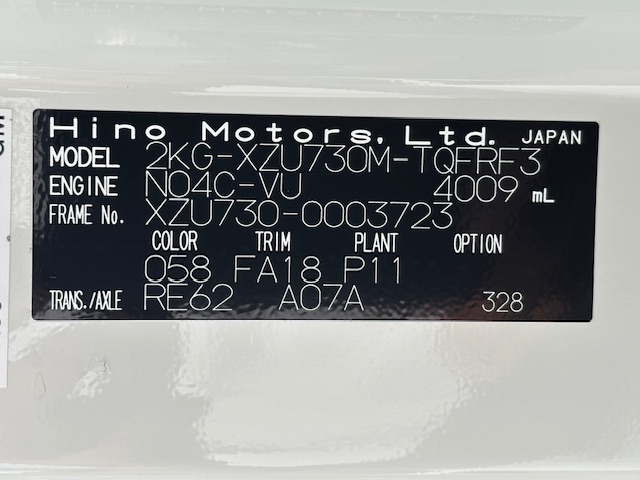 Hino Motors, Ltd. JAPAN
MODEL 2KG-XZU730M-TQFRF3
ENGINE N04C-VU 4009 mL
FRAME No. XZU730-0003723
COLOR TRIM PLANT OPTION
058 FA18 P11
TRANS./AXLE RE62 A07A 328